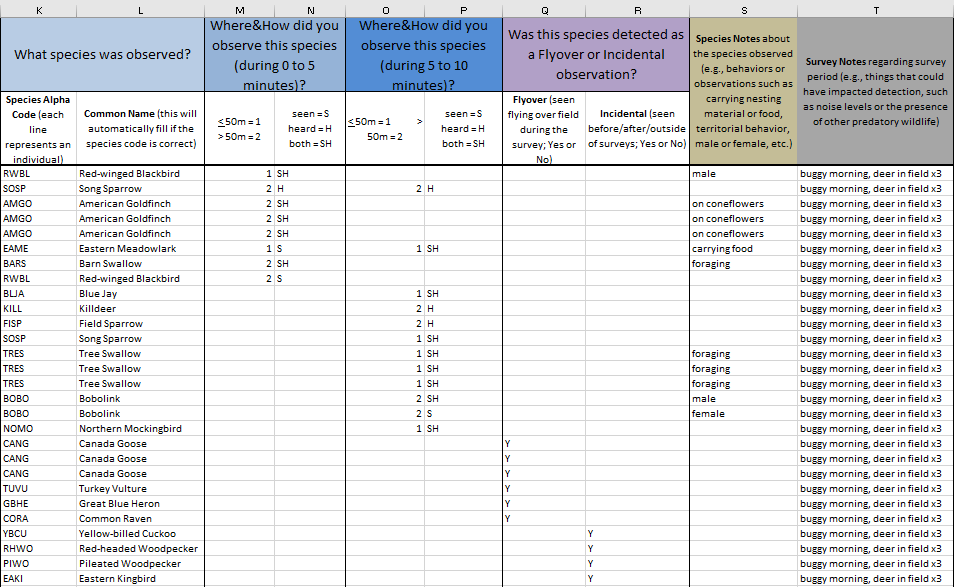 K L M N O P Q R S T
What species was observed? Where&How did you observe this species (during 0 to 5 minutes)? Where&How did you observe this species (during 5 to 10 minutes)? Was this species detected as a Flyover or Incidental observation? Species Notes about the species observed (e.g., behaviors or observations such as carrying nesting material or food, territorial behavior, male or female, etc.) Survey Notes regarding survey period (e.g., things that could have impacted detection, such as noise levels or the presence of other predatory wildlife)
Species Alpha Code (each line represents an individual) Common Name (this will automatically fill if the species code is correct) <50m = 1 >50m = 2 seen = S heard = H both = SH <50m = 1 > 50m = 2 seen = S heard = H both = SH Flyover (seen flying over field during the survey; Yes or No) Incidental (seen before/after/outside of surveys; Yes or No)
RWBL Red-winged Blackbird 1 SH male buggy morning, deer in field x3
SOSP Song Sparrow 2 H 2 H buggy morning, deer in field x3
AMGO American Goldfinch 2 SH on coneflowers buggy morning, deer in field x3
AMGO American Goldfinch 2 SH on coneflowers buggy morning, deer in field x3
AMGO American Goldfinch 2 SH on coneflowers buggy morning, deer in field x3
EAME Eastern Meadowlark 1 S 1 SH carrying food buggy morning, deer in field x3
BARS Barn Swallow 2 SH foraging buggy morning, deer in field x3
RWBL Red-winged Blackbird 2 S buggy morning, deer in field x3
BLJA Blue Jay 1 SH buggy morning, deer in field x3
KILL Killdeer 2 H buggy morning, deer in field x3
FISP Field Sparrow 2 H buggy morning, deer in field x3
SOSP Song Sparrow 1 SH buggy morning, deer in field x3
TRES Tree Swallow 1 SH foraging buggy morning, deer in field x3
TRES Tree Swallow 1 SH foraging buggy morning, deer in field x3
TRES Tree Swallow 1 SH foraging buggy morning, deer in field x3
BOBO Bobolink 2 SH male buggy morning, deer in field x3
BOBO Bobolink 2 S female buggy morning, deer in field x3
NOMO Northern Mockingbird 1 SH buggy morning, deer in field x3
CANG Canada Goose Y buggy morning, deer in field x3
CANG Canada Goose Y buggy morning, deer in field x3
CANG Canada Goose Y buggy morning, deer in field x3
TUVU Turkey Vulture Y buggy morning, deer in field x3
GBHE Great Blue Heron Y buggy morning, deer in field x3
CORA Common Raven Y buggy morning, deer in field x3
YBCU Yellow-billed Cuckoo Y buggy morning, deer in field x3
RHWO Red-headed Woodpecker Y buggy morning, deer in field x3
PIWO Pileated Woodpecker Y buggy morning, deer in field x3
EAKI Eastern Kingbird Y buggy morning, deer in field x3